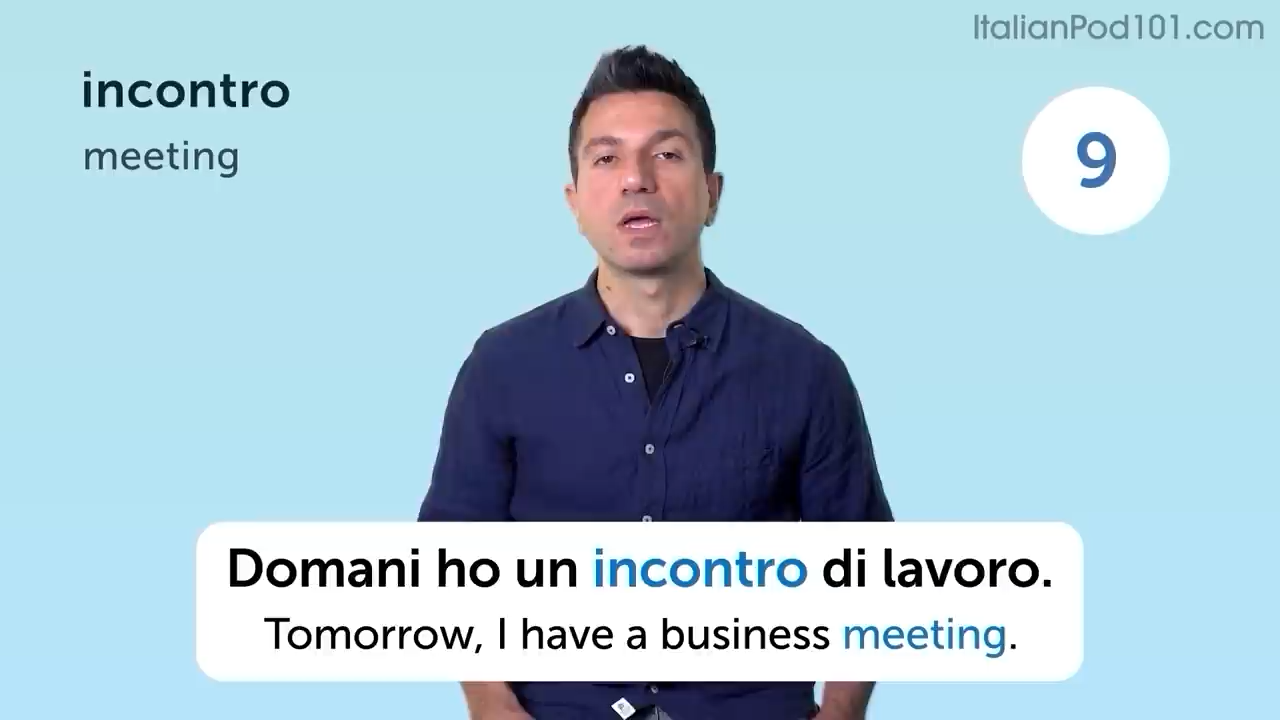 ItalianPod101.com
incontro
meeting
9
Domani ho un incontro di lavoro.
Tomorrow, I have a business meeting.